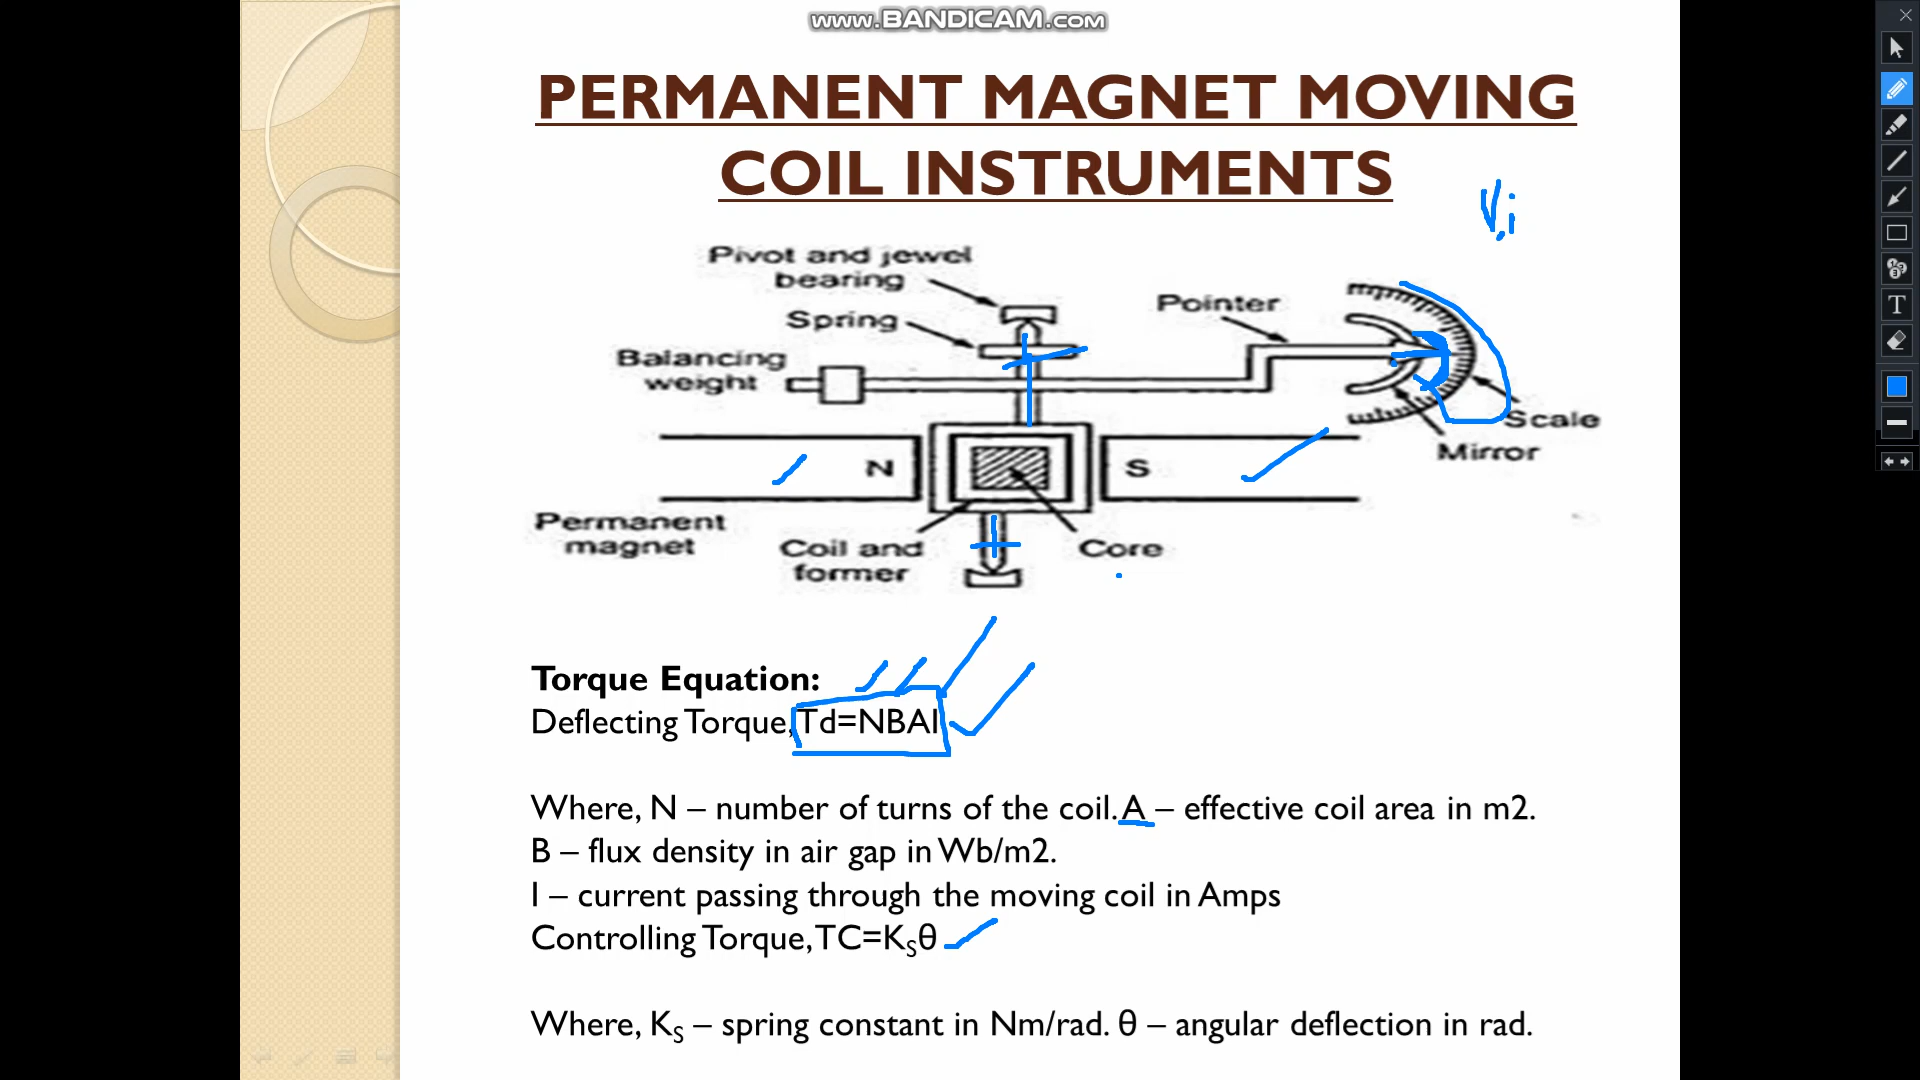 www.BANDICAM.com
PERMANENT MAGNET MOVING
COIL INSTRUMENTS
V,i
Pivot and jewel
bearing
Spring
Pointer
Balancing
weight
Scale
Mirror
N
S
Permanent
magnet
Coil and
former
Core
Torque Equation:
Deflecting Torque,Td=NBAI
Where, N – number of turns of the coil. A – effective coil area in m2.
B – flux density in air gap in Wb/m2.
I – current passing through the moving coil in Amps
Controlling Torque, TC=KSθ
Where, KS – spring constant in Nm/rad. θ – angular deflection in rad.
T